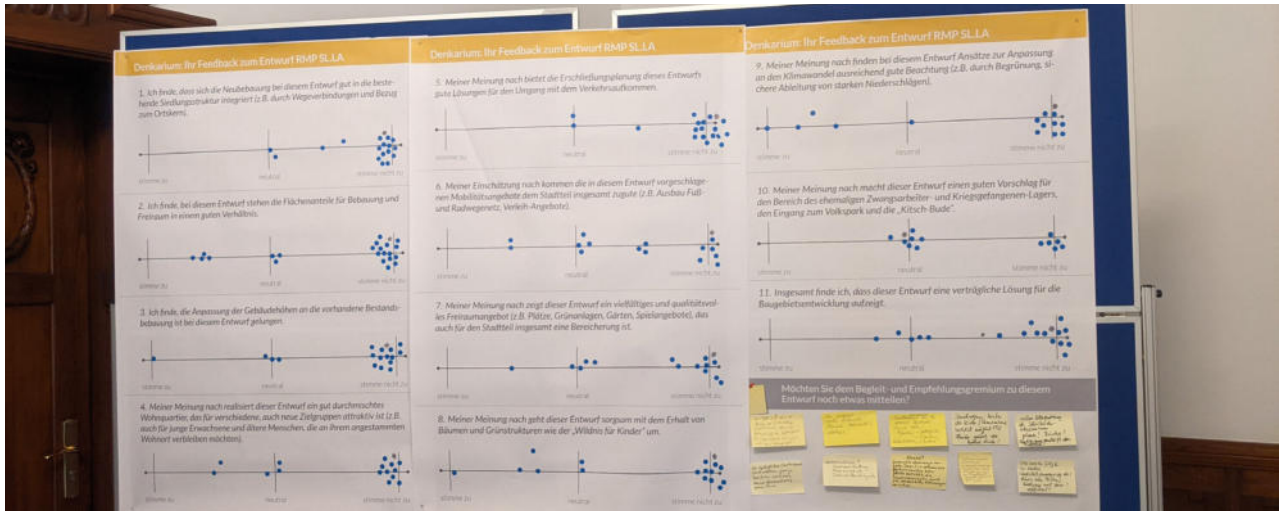 Denkarium: Ihr Feedback zum Entwurf RMP SL.LA
1. Ich finde, dass sich die Neubebauung bei diesem Entwurf gut in die beste-
hende Siedlungsstruktur integriert (z.B. durch Wegeverbindungen und Bezug
zum Ortskern).
stimme zu
neutral
stimme nicht zu
2. Ich finde, bei diesem Entwurf stehen die Flächenanteile für Bebauung und
Freiraum in einem guten Verhältnis.
stimme zu
neutral
stimme nicht zu
3. Ich finde, die Anpassung der Gebäudehöhen an die vorhandene Bestands-
bebauung ist bei diesem Entwurf gelungen.
stimme zu
neutral
stimme nicht zu
4. Meiner Meinung nach realisiert dieser Entwurf ein gut durchmischtes
Wohnquartier, das für verschiedene, auch neue Zielgruppen attraktiv ist (z.B.
auch für junge Erwachsene und ältere Menschen, die an ihrem angestammten
Wohnort verbleiben möchten).
stimme zu
neutral
stimme nicht zu
Denkarium: Ihr Feedback zum Entwurf RMP SL.LA
5. Meiner Meinung nach bietet die Erschließungsplanung dieses Entwurfs
gute Lösungen für den Umgang mit dem Verkehrsaufkommen.
stimme zu
neutral
stimme nicht zu
6. Meiner Einschätzung nach kommen die in diesem Entwurf vorgeschlage-
nen Mobilitätsangebote dem Stadtteil insgesamt zugute (z.B. Ausbau Fuß-
und Radwegenetz, Verleih-Angebote).
stimme zu
neutral
stimme nicht zu
7. Meiner Meinung nach zeigt dieser Entwurf ein vielfältiges und qualitätsvol-
les Freiraumangebot (z.B. Plätze, Grünanlagen, Gärten, Spielangebote), das
auch für den Stadtteil insgesamt eine Bereicherung ist.
stimme zu
neutral
stimme nicht zu
8. Meiner Meinung nach geht dieser Entwurf sorgsam mit dem Erhalt von
Bäumen und Grünstrukturen wie der „Wildnis für Kinder" um.
stimme zu
neutral
stimme nicht zu
Denkarium: Ihr Feedback zum Entwurf RMP SL.LA
9. Meiner Meinung nach finden bei diesem Entwurf Ansätze zur Anpassung
an den Klimawandel ausreichend gute Beachtung (z.B. durch Begrünung, si-
chere Ableitung von starken Niederschlägen).
stimme zu
neutral
stimme nicht zu
10. Meiner Meinung nach macht dieser Entwurf einen guten Vorschlag für
den Bereich des ehemaligen Zwangsarbeiter- und Kriegsgefangenen-Lagers,
den Eingang zum Volkspark und die „Kitsch-Bude".
stimme zu
neutral
stimme nicht zu
11. Insgesamt finde ich, dass dieser Entwurf eine verträgliche Lösung für die
Baugebietsentwicklung aufzeigt.
stimme zu
neutral
stimme nicht zu
Möchten Sie dem Begleit- und Empfehlungsgremium zu diesem
Entwurf noch etwas mitteilen?